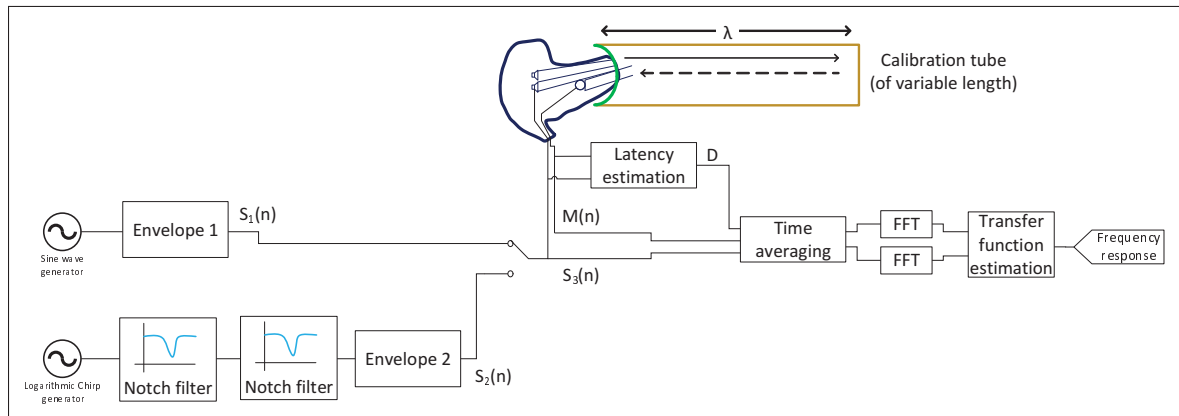 λ
Calibration tube
(of variable length)
Latency
estimation
D
S1(n)
Envelope 1
Sine wave
generator
M(n)
S3(n)
Time
averaging
FFT
FFT
Transfer
function
estimation
Frequency
response
Notch filter
Notch filter
Envelope 2
S2(n)
Logarithmic Chirp
generator